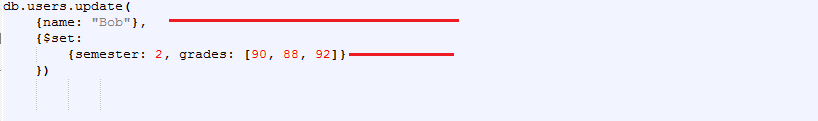 db.users.update(
{name: "Bob"},
{$set:
{semester: 2, grades: [90, 88, 92]}
})